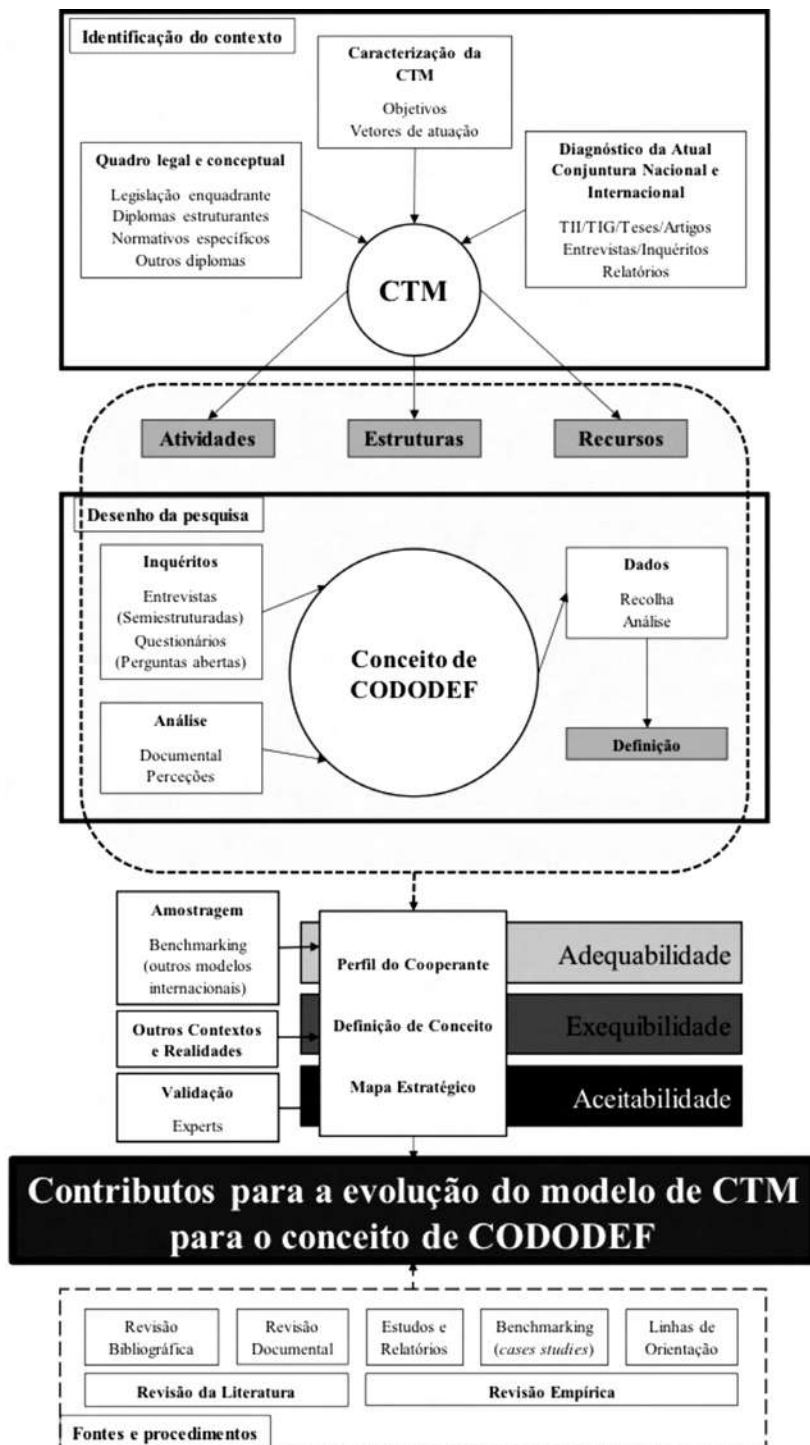 Identificação do contexto
Caracterização da
CTM
Objetivos
Vetores de atuação
Quadro legal e conceptual
Legislação enquadrante
Diplomas estruturantes
Normativos específicos
Outros diplomas
Diagnóstico da Atual
Conjuntura Nacional e
Internacional
TII/TIG/Teses/Artigos
Entrevistas/Inquéritos
Relatórios
CTM
Atividades
Estruturas
Recursos
Desenho da pesquisa
Inquéritos
Entrevistas
(Semiestruturadas)
Questionários
(Perguntas abertas)
Análise
Documental
Perceções
Conceito de
CODODEF
Dados
Recolha
Análise
Definição
Amostragem
Benchmarking
(outros modelos
internacionais)
Outros Contextos
e Realidades
Validação
Experts
Perfil do Cooperante
Definição de Conceito
Mapa Estratégico
Adequabilidade
Exequibilidade
Aceitabilidade
Contributos para a evolução do modelo de CTM
para o conceito de CODODEF
Revisão
Bibliográfica
Revisão
Documental
Estudos e
Relatórios
Benchmarking
(cases studies)
Linhas de
Orientação
Revisão da Literatura
Revisão Empírica
Fontes e procedimentos